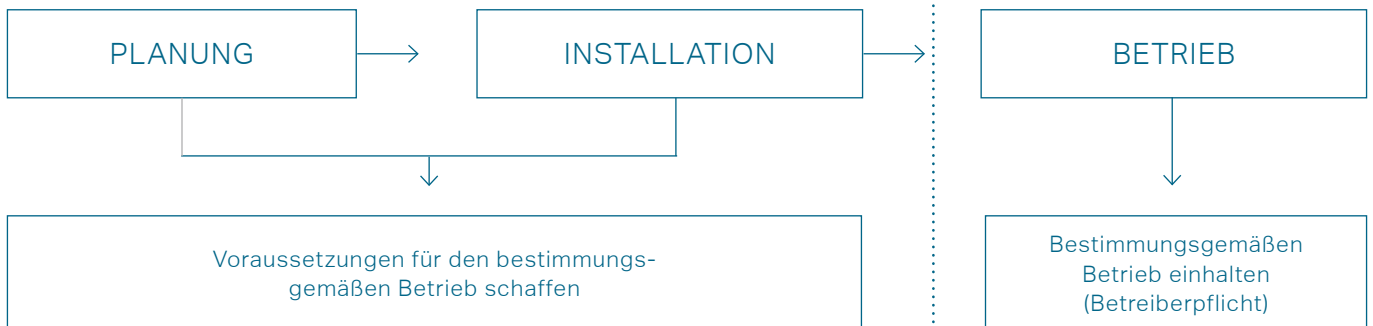 PLANUNG
INSTALLATION
BETRIEB
Voraussetzungen für den bestimmungs-
gemäßen Betrieb schaffen
Bestimmungsgemäßen
Betrieb einhalten
(Betreiberpflicht)